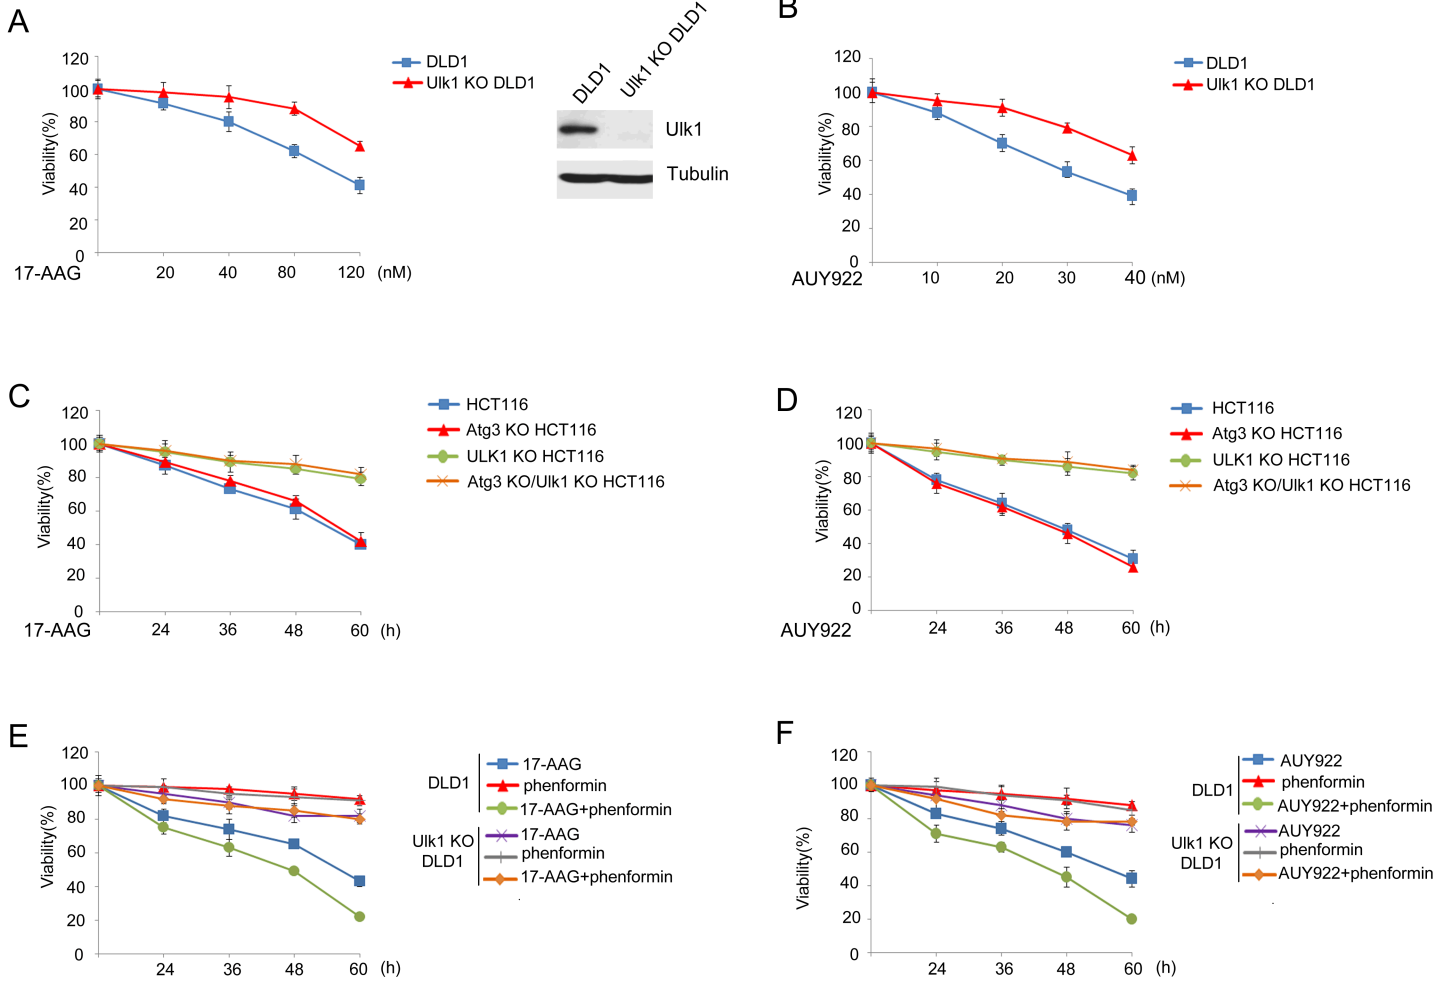 A
120
100
80
60
40
20
0
Viability(%)
17-AAG
20
40
80
120
(nM)
DLD1
Ulk1 KO DLD1
DLD1
Ulk1 KO DLD1
Ulk1
Tubulin
B
120
100
80
60
40
20
0
Viability(%)
AUY922
10
20
30
40
(nM)
DLD1
Ulk1 KO DLD1
C
120
100
80
60
40
20
0
Viability(%)
17-AAG
24
36
48
60
(h)
HCT116
Atg3 KO HCT116
ULK1 KO HCT116
Atg3 KO/Ulk1 KO HCT116
D
120
100
80
60
40
20
0
Viability(%)
AUY922
24
36
48
60
(h)
HCT116
Atg3 KO HCT116
ULK1 KO HCT116
Atg3 KO/Ulk1 KO HCT116
E
120
100
80
60
40
20
0
Viability(%)
24
36
48
60
(h)
DLD1
17-AAG
phenformin
17-AAG+phenformin
Ulk1 KO
DLD1
17-AAG
phenformin
17-AAG+phenformin
F
120
100
80
60
40
20
0
Viability(%)
24
36
48
60
(h)
DLD1
AUY922
phenformin
AUY922+phenformin
Ulk1 KO
DLD1
AUY922
phenformin
AUY922+phenformin